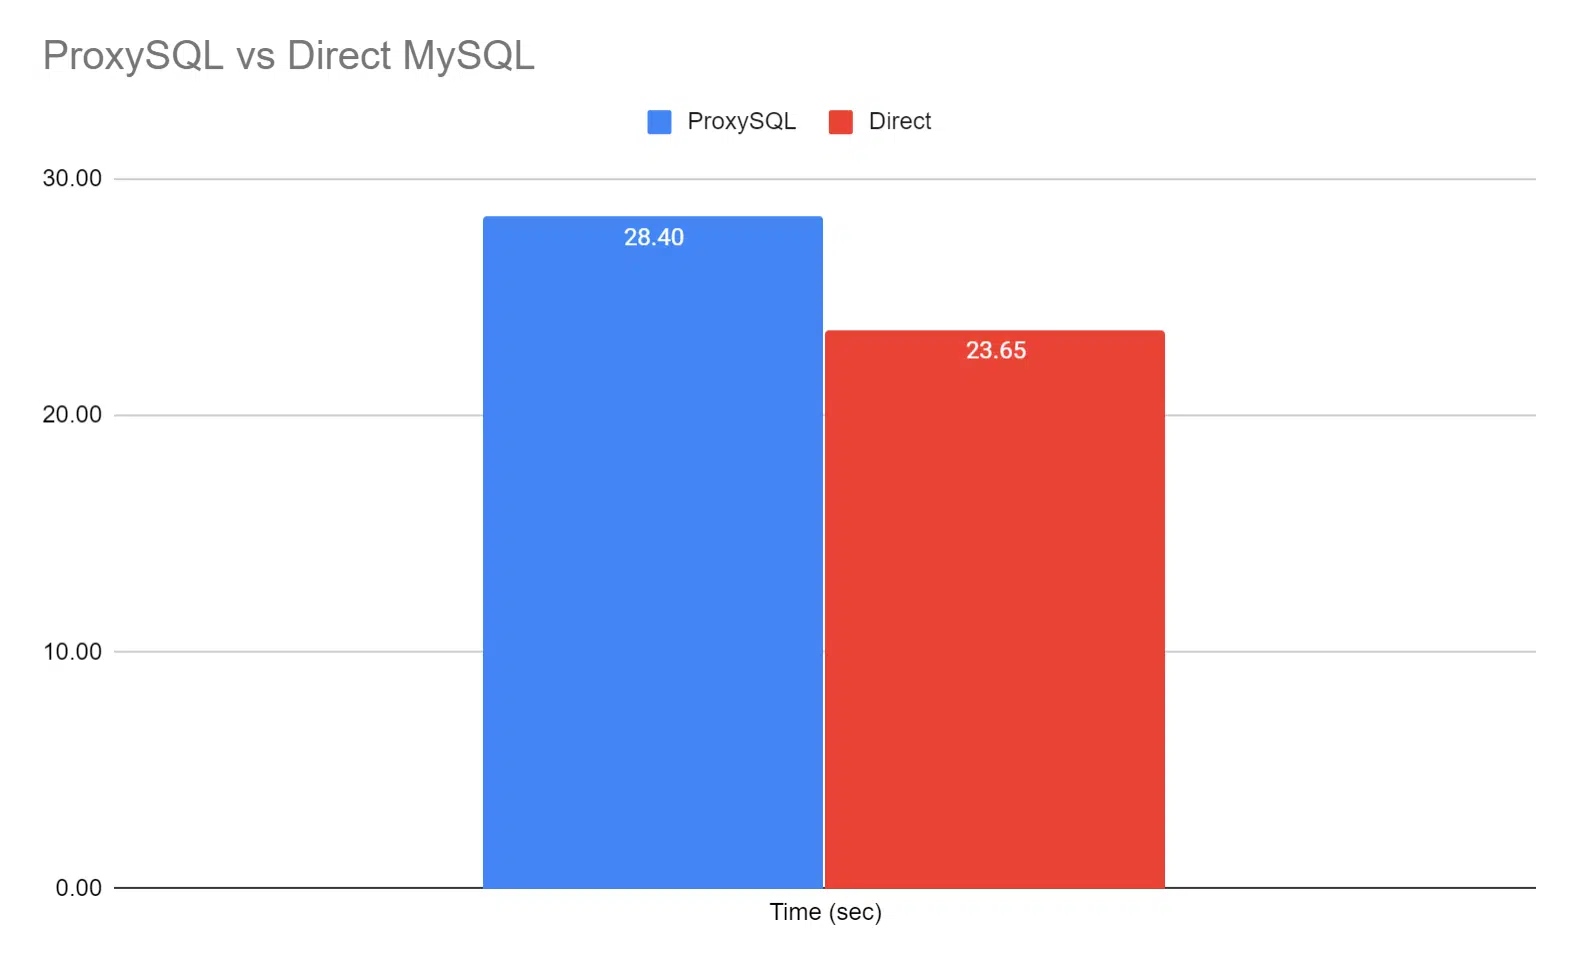 ProxySQL vs Direct MySQL
ProxySQL Direct
30.00
28.40
23.65
20.00
10.00
0.00
Time (sec)